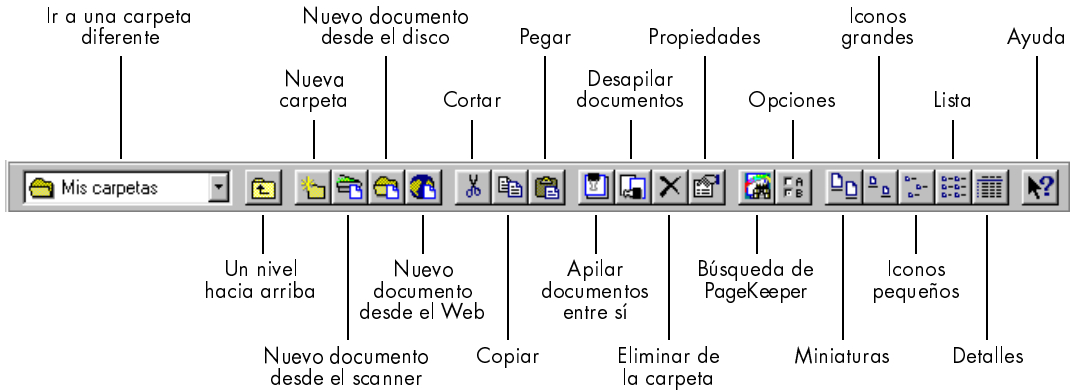 Ir a una carpeta
diferente
Nuevo documento
desde el disco
Iconos
grandes
Pegar
Propiedades
Ayuda
Nueva
carpeta
Cortar
Desapilar
documentos
Opciones
Lista
Mis carpetas
Un nivel
hacia arriba
Nuevo
documento
desde el Web
Apilar
documentos
entre sí
Búsqueda de
PageKeeper
Iconos
pequeños
Nuevo documento
desde el scanner
Copiar
Eliminar de
la carpeta
Miniaturas
Detalles